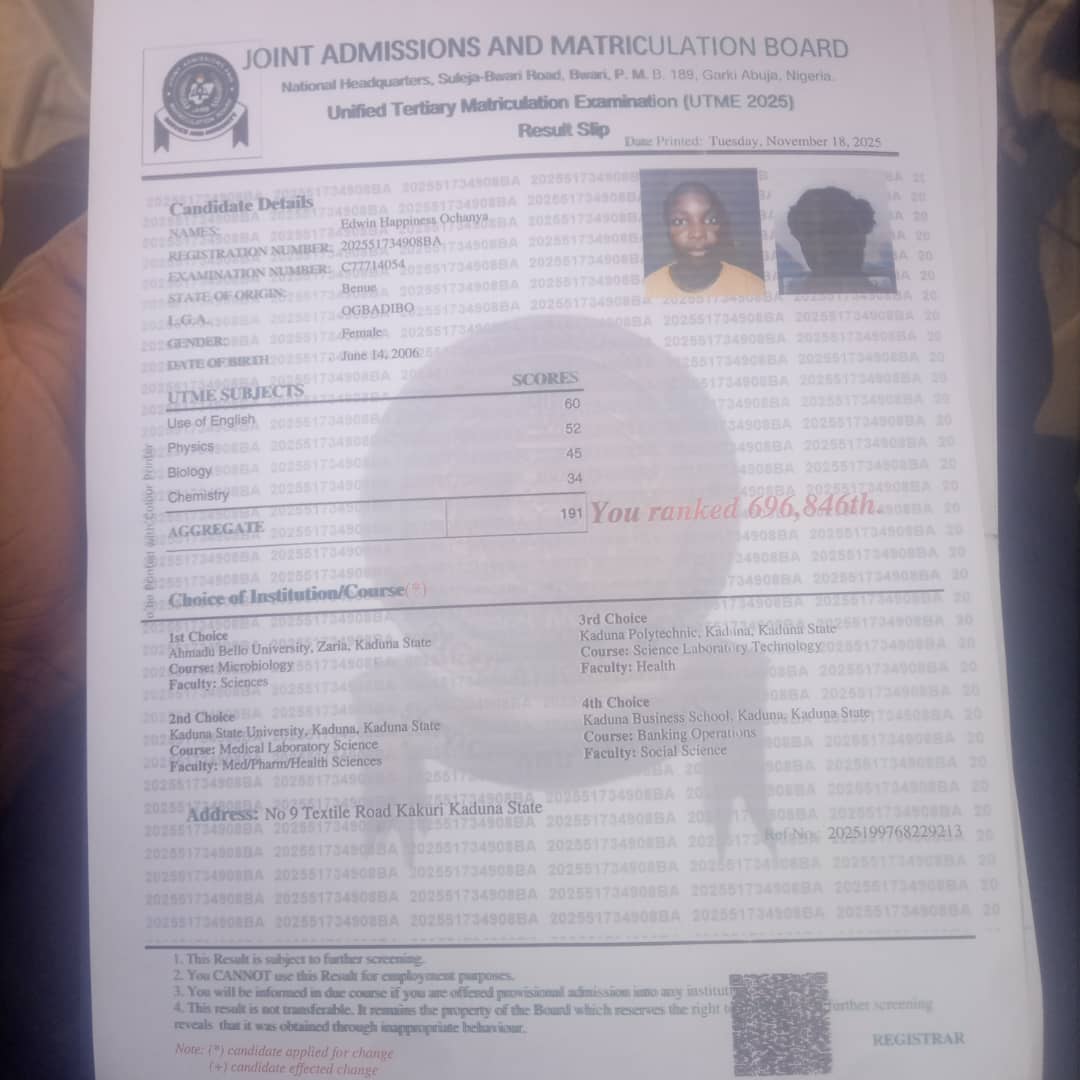 JOINT ADMISSIONS AND MATRICULATION BOARD
National Headquarters, Suleja-Bwari Road, Bwari, P. M. B. 189, Garki Abuja, Nigeria.
Unified Tertiary Matriculation Examination (UTME 2025)
Result Slip
Date Printed: Tuesday, November 18, 2025
Candidate Details
NAMES: Edwin Happiness Ochanya
REGISTRATION NUMBER: 202551734908BA
EXAMINATION NUMBER: C77714054
STATE OF ORIGIN: Benue
L.G.A. OGBADIBO
GENDER: Female
DATE OF BIRTH June 14, 2006
UTME SUBJECTS SCORES
Use of English 60
Physics 52
Biology 45
Chemistry 34
AGGREGATE 191 You ranked 696,846th.
To be Printed with Colour Printer
Choice of Institution/Course(*)
1st Choice
Ahmadu Bello University, Zaria, Kaduna State
Course: Microbiology
Faculty: Sciences
3rd Choice
Kaduna Polytechnic, Kaduna, Kaduna State
Course: Science Laboratory Technology
Faculty: Health
2nd Choice
Kaduna State University, Kaduna, Kaduna State
Course: Medical Laboratory Science
Faculty: Med/Pharm/Health Sciences
4th Choice
Kaduna Business School, Kaduna, Kaduna State
Course: Banking Operations
Faculty: Social Science
Address: No 9 Textile Road Kakuri Kaduna State
Ref No: 2025199768229213
1. This Result is subject to further screening.
2. You CANNOT use this Result for employment purposes.
3. You will be informed in due course if you are offered provisional admission into any institut
4. This result is not transferable. It remains the property of the Board which reserves the right further screening
reveals that it was obtained through inappropriate behaviour.
REGISTRAR
Note: (*) candidate applied for change
(+) candidate effected change